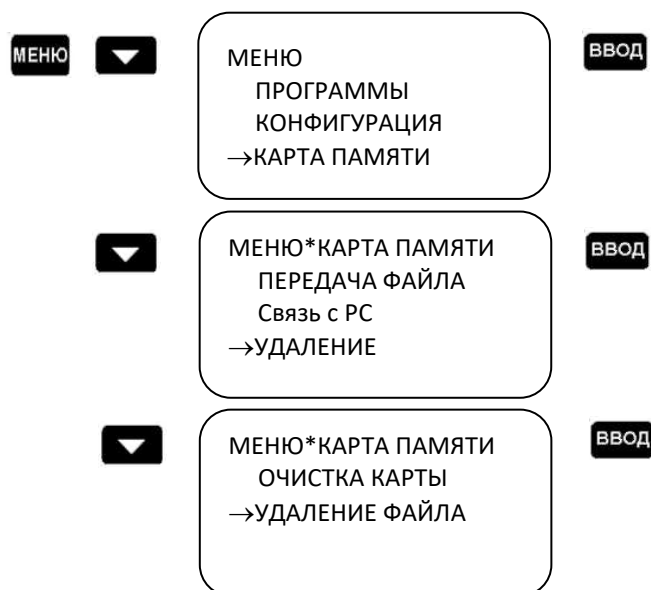 МЕНЮ
МЕНЮ
ПРОГРАММЫ
КОНФИГУРАЦИЯ
→КАРТА ПАМЯТИ
ВВОД
МЕНЮ*КАРТА ПАМЯТИ
ПЕРЕДАЧА ФАЙЛА
Связь с РС
→УДАЛЕНИЕ
ВВОД
МЕНЮ*КАРТА ПАМЯТИ
ОЧИСТКА КАРТЫ
→УДАЛЕНИЕ ФАЙЛА
ВВОД